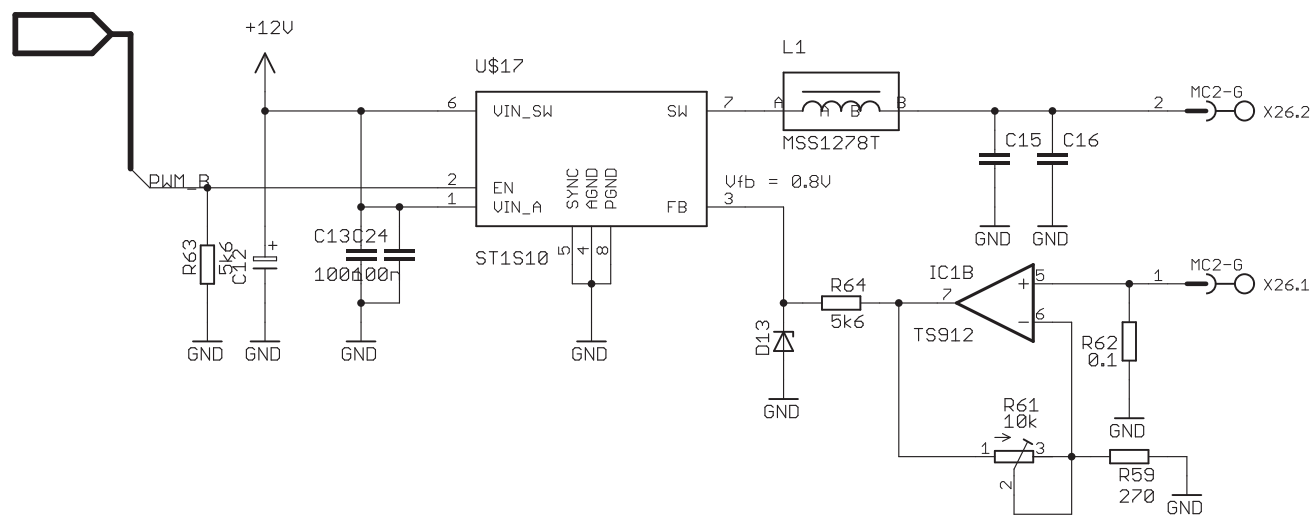 +12V
U$17
L1
6
VIN_SW
SW
7
A
A
B
B
MSS1278T
2
MC2-G
X26.2
C15
C16
PWM_B
2
EN
1
VIN_A
SYNC
AGND
PGND
FB
Vfb = 0.8V
3
ST1S10
5
4
8
R63
5k6
C12
+
C13
C24
100n
100n
GND
GND
GND
GND
GND
GND
GND
D13
R64
5k6
IC1B
7
+
5
-
6
TS912
1
MC2-G
X26.1
R62
0.1
GND
R61
10k
1
3
2
R59
270
GND